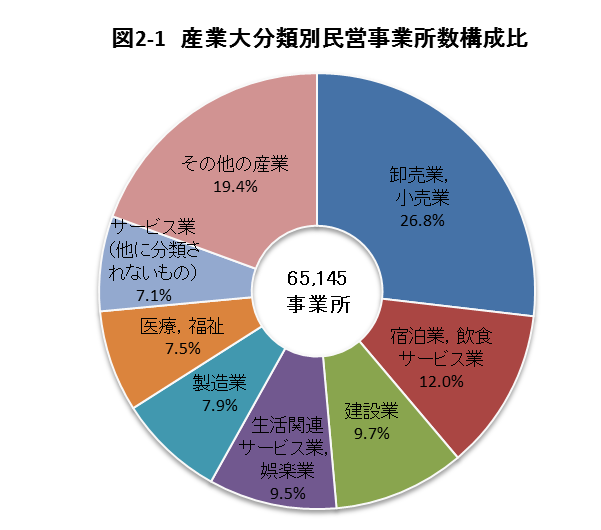 図2-1 産業大分類別民営事業所数構成比
卸売業，
小売業
26.8%
宿泊業，飲食
サービス業
12.0%
建設業
9.7%
生活関連
サービス業，
娯楽業
9.5%
製造業
7.9%
医療，福祉
7.5%
サービス業
（他に分類さ
れないもの）
7.1%
その他の産業
19.4%
65,145
事業所